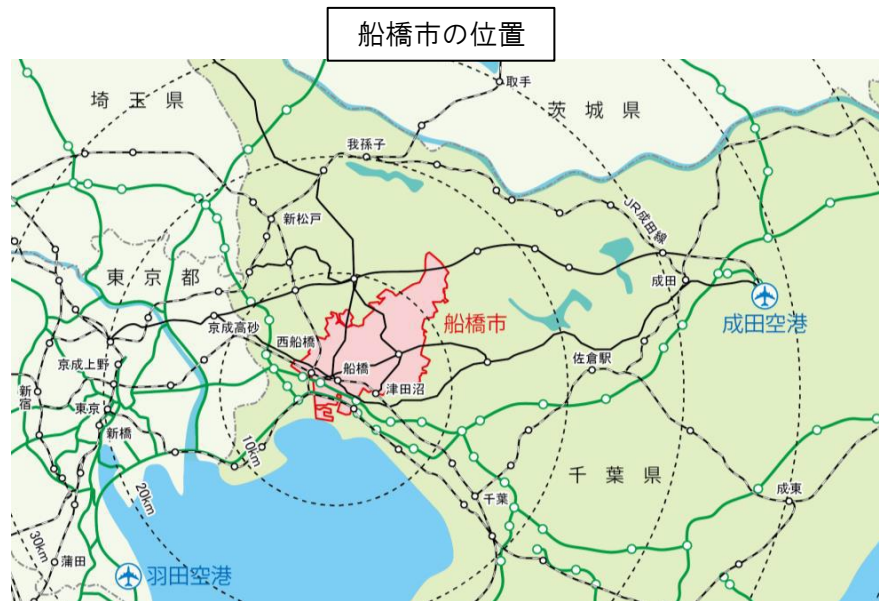 船橋市の位置
埼玉県
茨城県
取手
我孫子
新松戸
JR成田線
東京都
成田
成田空港
京成高砂
西船橋
船橋市
京成上野
船橋
佐倉駅
新宿
津田沼
東京
新橋
10km
20km
30km
千葉
千葉県
成東
蒲田
羽田空港